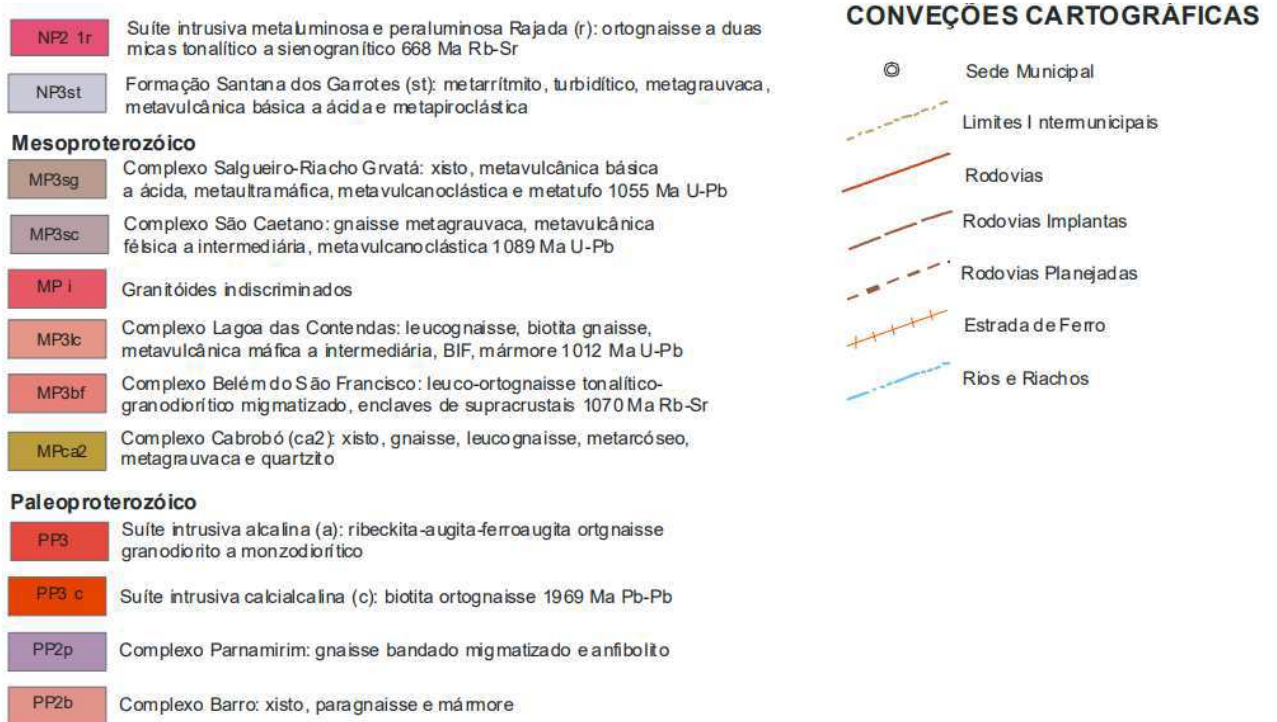 NP2 1r
Suíte intrusiva metaluminosa e peraluminosa Rajada (r): ortognaisse a duas
micas tonalítico a sienogranítico 668 Ma Rb-Sr
NP3st
Formação Santana dos Garrotes (st): metarrítmito, turbidítico, metagrauvaca,
metavulcânica básica a ácida e metapiroclástica
Mesoproterozóico
MP3sg
Complexo Salgueiro-Riacho Grvatá: xisto, metavulcânica básica
a ácida, metaultramáfica, metavulcanoclástica e metatufo 1055 Ma U-Pb
MP3sc
Complexo São Caetano: gnaisse metagrauvaca, metavulcânica
félsica a intermediária, metavulcanoclástica 1089 Ma U-Pb
MP i
Granitóides indiscriminados
MP3lc
Complexo Lagoa das Contendas: leucognaisse, biotita gnaisse,
metavulcânica máfica a intermediária, BIF, mármore 1012 Ma U-Pb
MP3bf
Complexo Belém do São Francisco: leuco-ortognaisse tonalítico-
granodiorítico migmatizado, enclaves de supracrustais 1070 Ma Rb-Sr
MPca2
Complexo Cabrobó (ca2): xisto, gnaisse, leucognaisse, metarcóseo,
metagrauvaca e quartzito
Paleoproterozóico
PP3
Suíte intrusiva alcalina (a): ribeckita-augita-ferroaugita ortgnaisse
granodiorito a monzodiorítico
PP3 c
Suíte intrusiva calcialcalina (c): biotita ortognaisse 1969 Ma Pb-Pb
PP2p
Complexo Parnamirim: gnaisse bandado migmatizado e anfibolito
PP2b
Complexo Barro: xisto, paragnaisse e mármore
CONVEÇÕES CARTOGRÁFICAS
Sede Municipal
Limites Intermunicipais
Rodovias
Rodovias Implantas
Rodovias Planejadas
Estrada de Ferro
Rios e Riachos